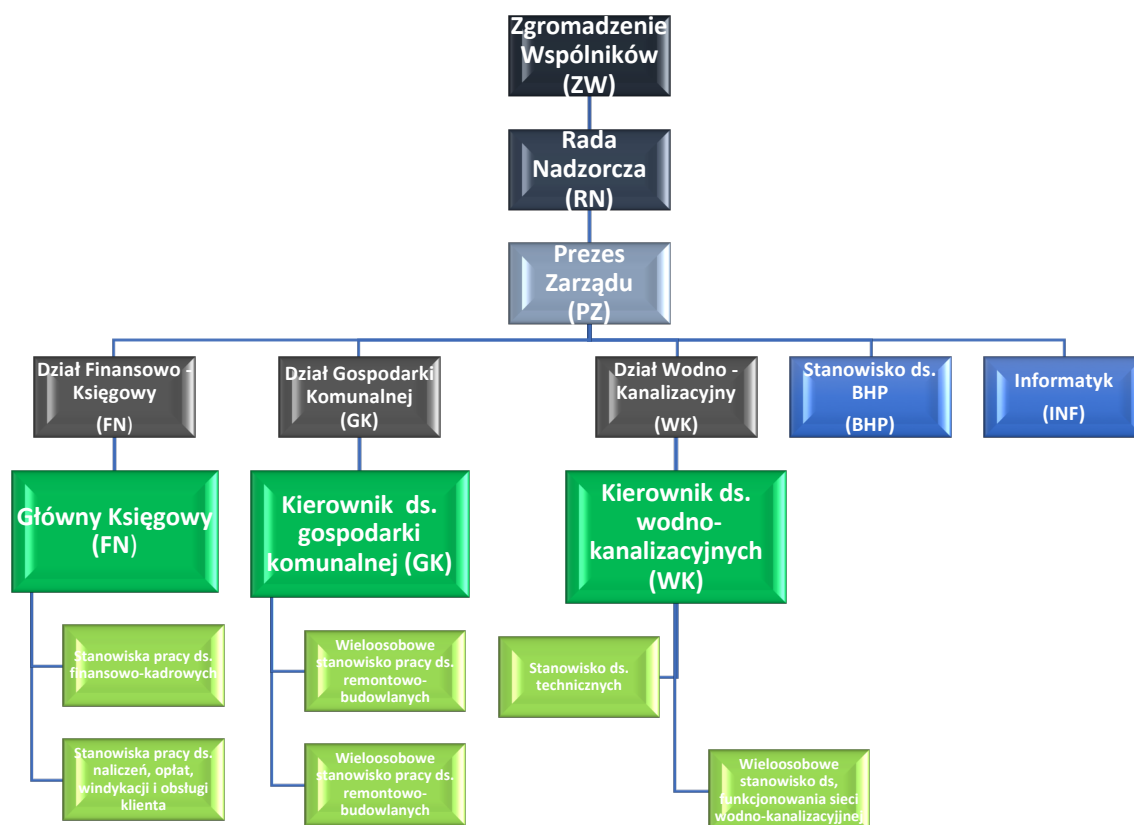 Zgromadzenie
Wspólników
(ZW)
Rada
Nadzorcza
(RN)
Prezes
Zarządu
(PZ)
Dział Finansowo -
Księgowy
(FN)
Dział Gospodarki
Komunalnej
(GK)
Dział Wodno -
Kanalizacyjny
(WK)
Stanowisko ds.
BHP
(BHP)
Informatyk
(INF)
Główny Księgowy
(FN)
Kierownik ds.
gospodarki
komunalnej (GK)
Kierownik ds.
wodno-
kanalizacyjnych
(WK)
Stanowiska pracy ds.
finansowo-kadrowych
Wieloosobowe
stanowisko pracy ds.
remontowo-
budowlanych
Stanowisko ds.
technicznych
Stanowiska pracy ds.
naliczeń, opłat,
windykacji i obsługi
klienta
Wieloosobowe
stanowisko pracy ds.
remontowo-
budowlanych
Wieloosobowe
stanowisko ds,
funkcjonowania sieci
wodno-kanalizacyjjnej